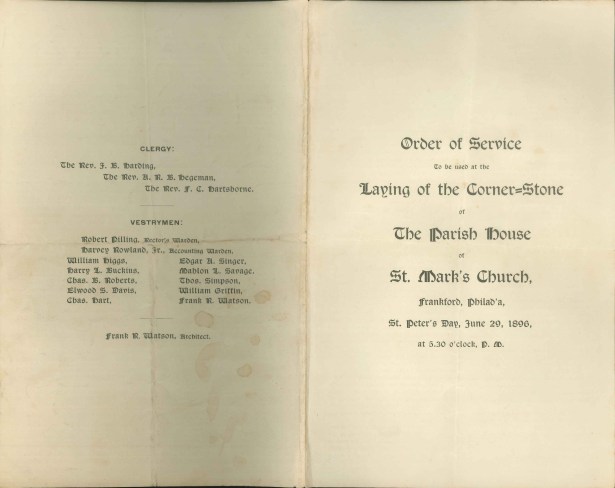 CLERGY:
The Rev. J. B. Harding,
The Rev. A. N. B. Hegeman,
The Rev. F. C. Hartshorne.
VESTRYMEN:
Robert Pilling, Rector's Warden,
Harvey Rowland, Jr., Accounting Warden,
William Higgs,
Harry L. Buckius,
Chas. B. Roberts,
Elwood S. Davis,
Chas. Hart,
Edgar A. Singer,
Mahlon L. Savage,
Thos. Simpson,
William Griffin,
Frank R. Watson.
Frank R. Watson, Architect.
Order of Service
To be used at the
Laying of the Corner=Stone
of
The Parish House
of
St. Mark's Church,
Frankford, Philad'a,
St. Peter's Day, June 29, 1896,
at 5.30 o'clock, P. M.